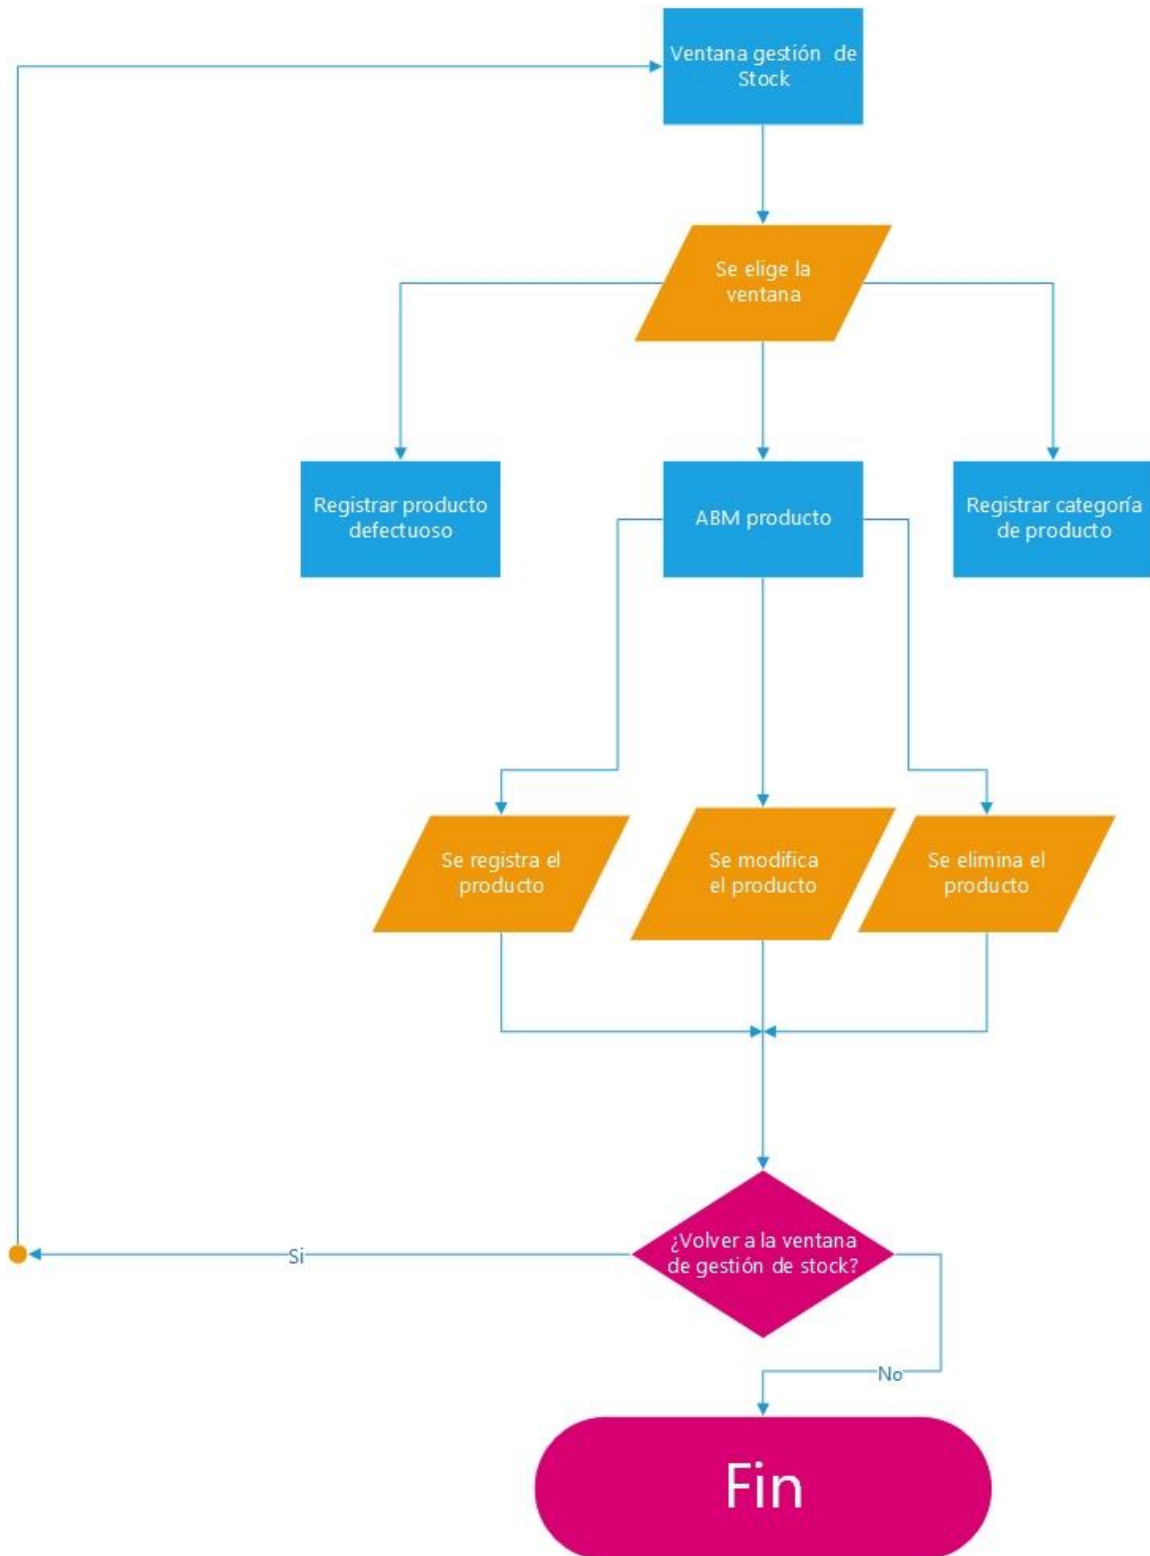 Ventana gestión de
Stock
Se elige la
ventana
Registrar producto
defectuoso
ABM producto
Registrar categoría
de producto
Se registra el
producto
Se modifica
el producto
Se elimina el
producto
¿Volver a la ventana
de gestión de stock?
Si
No
Fin